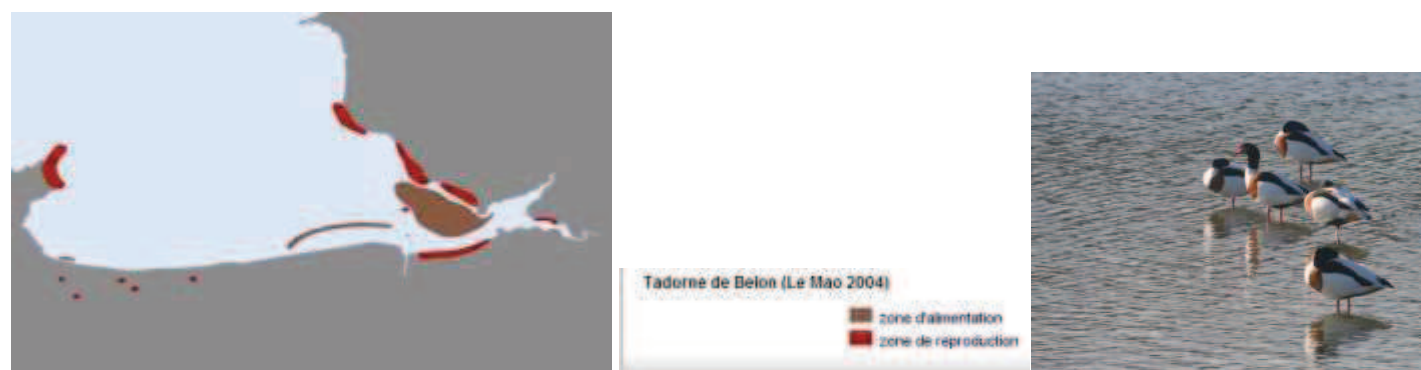 Tadorne de Belon (Le Mao 2004)
zone d'alimentation
zone de reproduction